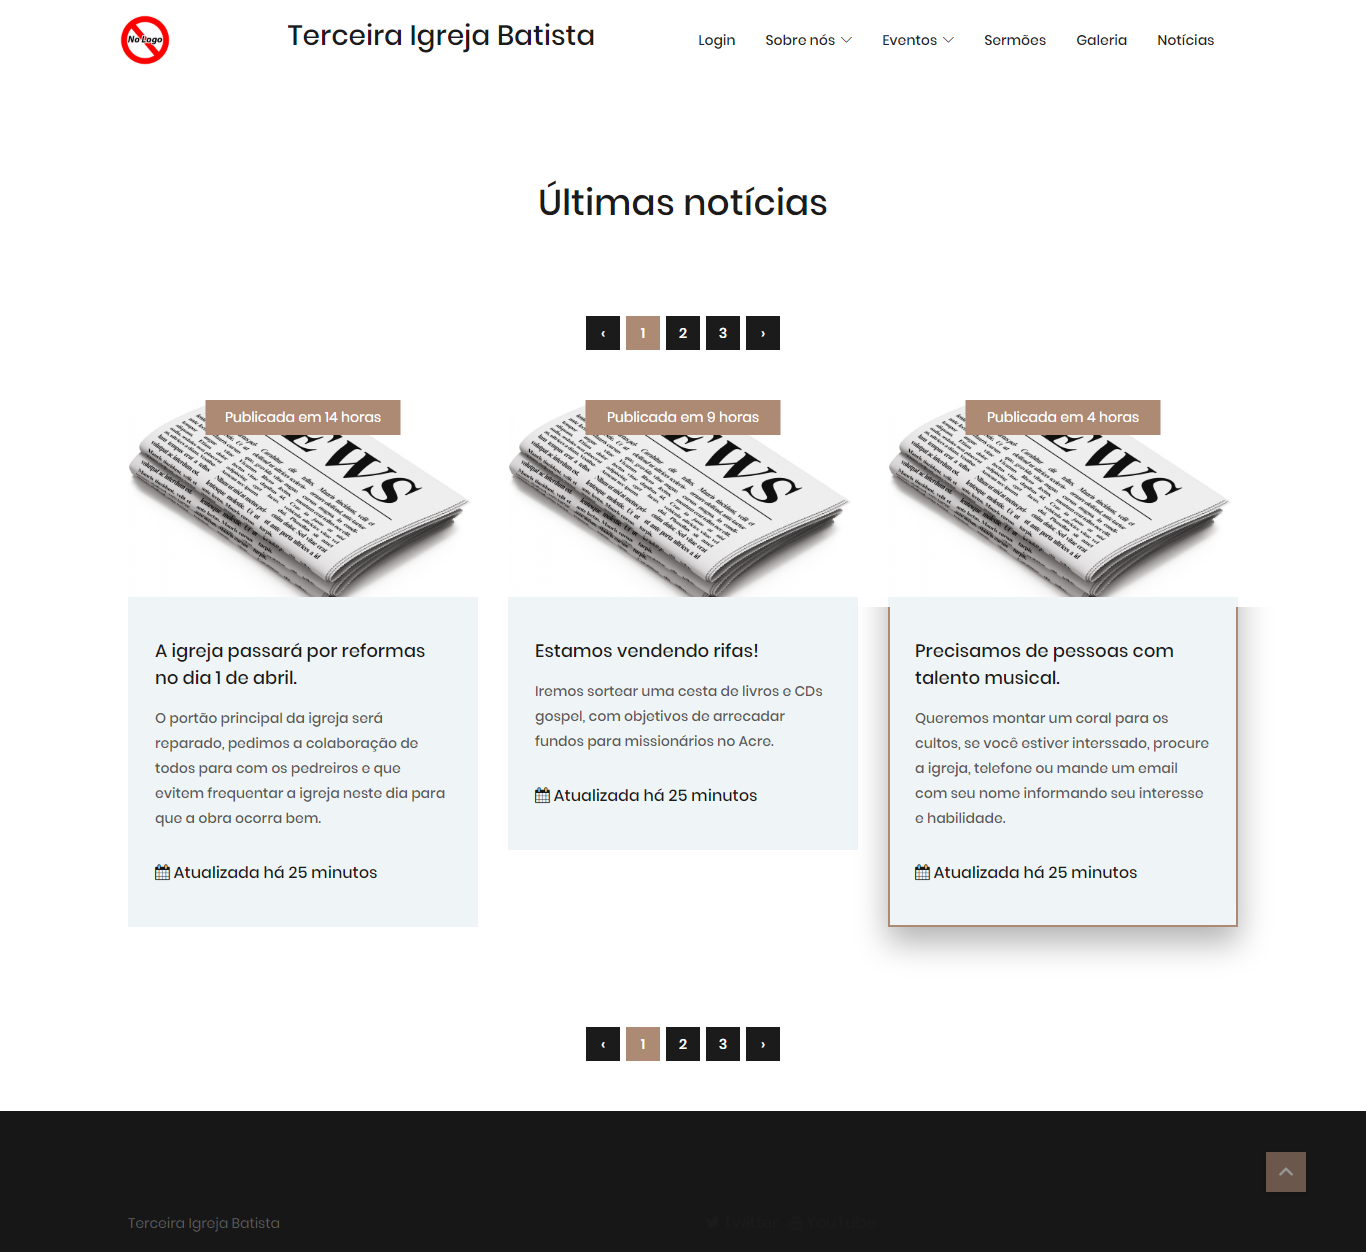 No Logo
Terceira Igreja Batista
Login Sobre nós Eventos Sermões Galeria Notícias
Últimas notícias
‹ 1 2 3 ›
Publicada em 14 horas
EWS
A igreja passará por reformas
no dia 1 de abril.
O portão principal da igreja será
reparado, pedimos a colaboração de
todos para com os pedreiros e que
evitem frequentar a igreja neste dia para
que a obra ocorra bem.
Atualizada há 25 minutos
Publicada em 9 horas
EWS
Estamos vendendo rifas!
Iremos sortear uma cesta de livros e CDs
gospel, com objetivos de arrecadar
fundos para missionários no Acre.
Atualizada há 25 minutos
Publicada em 4 horas
EWS
Precisamos de pessoas com
talento musical.
Queremos montar um coral para os
cultos, se você estiver interssado, procure
a igreja, telefone ou mande um email
com seu nome informando seu interesse
e habilidade.
Atualizada há 25 minutos
‹ 1 2 3 ›
Terceira Igreja Batista
Twitter YouTube